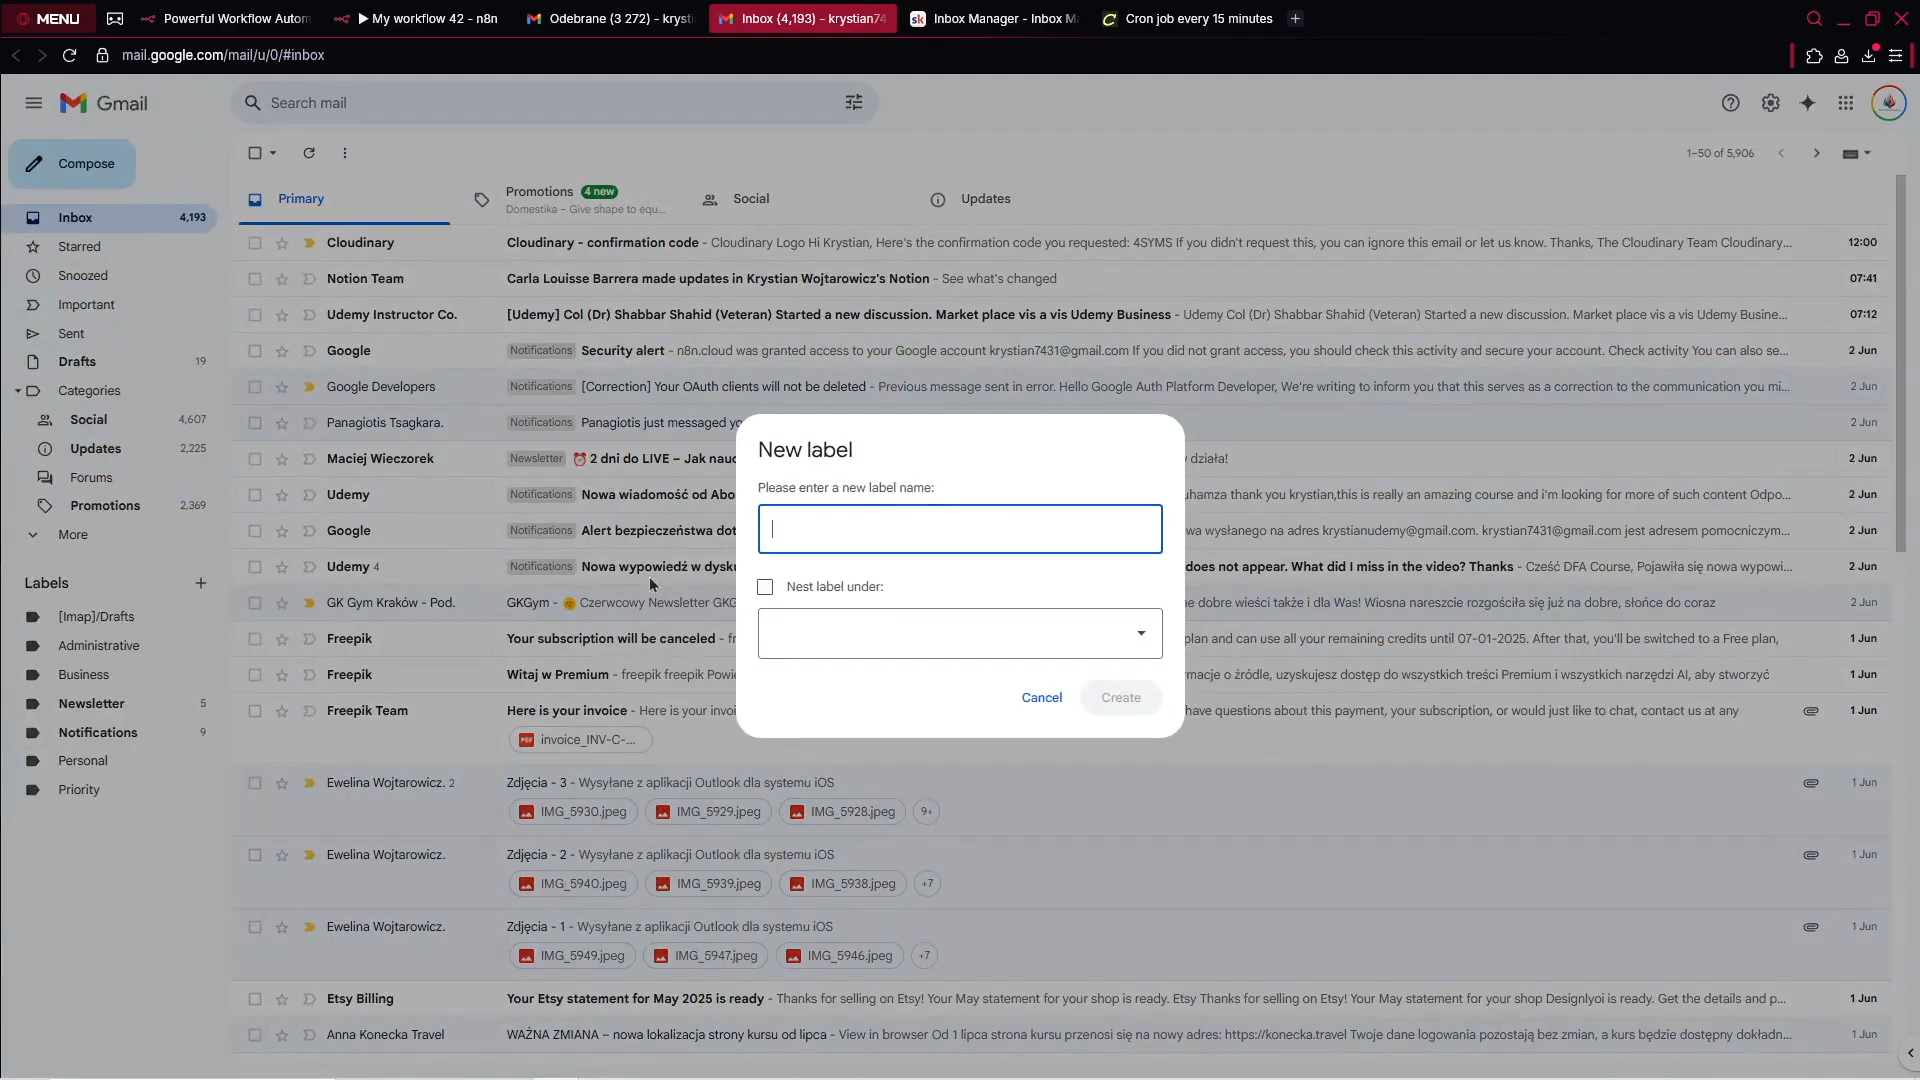 MENU
Powerful Workflow Autom
▶ My workflow 42 - n8n
Odebrane (3 272) - krysti
Inbox (4,193) - krystian74
sk Inbox Manager - Inbox M
Cron job every 15 minutes
mail.google.com/mail/u/0/#inbox
Gmail
Search mail
Compose
1–50 of 5,906
Primary
Promotions 4 new
Domestika – Give shape to equ...
Social
Updates
Inbox 4,193
Starred
Snoozed
Important
Sent
Drafts 19
Categories
Social 4,607
Updates 2,225
Forums
Promotions 2,369
More
Labels
[Imap]/Drafts
Administrative
Business
Newsletter 5
Notifications 9
Personal
Priority
Cloudinary Cloudinary - confirmation code - Cloudinary Logo Hi Krystian, Here's the confirmation code you requested: 4SYMS If you didn't request this, you can ignore this email or let us know. Thanks, The Cloudinary Team Cloudinary... 12:00
Notion Team Carla Louisse Barrera made updates in Krystian Wojtarowicz's Notion - See what's changed 07:41
Udemy Instructor Co. [Udemy] Col (Dr) Shabbar Shahid (Veteran) Started a new discussion. Market place vis a vis Udemy Business - Udemy Col (Dr) Shabbar Shahid (Veteran) Started a new discussion. Market place vis a vis Udemy Busine... 07:12
Google Notifications Security alert - n8n.cloud was granted access to your Google account krystian7431@gmail.com If you did not grant access, you should check this activity and secure your account. Check activity You can also se... 2 Jun
Google Developers Notifications [Correction] Your OAuth clients will not be deleted - Previous message sent in error. Hello Google Auth Platform Developer, We're writing to inform you that this serves as a correction to the communication you mi... 2 Jun
Panagiotis Tsagkara. Notifications Panagiotis just messaged yo 2 Jun
Maciej Wieczorek Newsletter ⏰ 2 dni do LIVE – Jak nauc y działa! 2 Jun
Udemy Notifications Nowa wiadomość od Abo uhamza thank you krystian,this is really an amazing course and i'm looking for more of such content Odpo... 2 Jun
Google Notifications Alert bezpieczeństwa dot wa wysłanego na adres krystianudemy@gmail.com. krystian7431@gmail.com jest adresem pomocniczym... 2 Jun
Udemy 4 Notifications Nowa wypowiedź w dysku does not appear. What did I miss in the video? Thanks - Cześć DFA Course, Pojawiła się nowa wypowi... 2 Jun
GK Gym Kraków - Pod. GKGym - 🌞 Czerwcowy Newsletter GKG ne dobre wieści także i dla Was! Wiosna nareszcie rozgościła się już na dobre, słońce do coraz 2 Jun
Freepik Your subscription will be canceled - fr plan and can use all your remaining credits until 07-01-2025. After that, you'll be switched to a Free plan, 1 Jun
Freepik Witaj w Premium - freepik freepik Powie rmacje o źródle, uzyskujesz dostęp do wszystkich treści Premium i wszystkich narzędzi AI, aby stworzyć 1 Jun
Freepik Team Here is your invoice - Here is your invoi have questions about this payment, your subscription, or would just like to chat, contact us at any 1 Jun
PDF invoice_INV-C-...
Ewelina Wojtarowicz. 2 Zdjęcia - 3 - Wysyłane z aplikacji Outlook dla systemu iOS 1 Jun
IMG_5930.jpeg IMG_5929.jpeg IMG_5928.jpeg 9+
Ewelina Wojtarowicz. Zdjęcia - 2 - Wysyłane z aplikacji Outlook dla systemu iOS 1 Jun
IMG_5940.jpeg IMG_5939.jpeg IMG_5938.jpeg +7
Ewelina Wojtarowicz. Zdjęcia - 1 - Wysyłane z aplikacji Outlook dla systemu iOS 1 Jun
IMG_5949.jpeg IMG_5947.jpeg IMG_5946.jpeg +7
Etsy Billing Your Etsy statement for May 2025 is ready - Thanks for selling on Etsy! Your May statement for your shop is ready. Etsy Thanks for selling on Etsy! Your May statement for your shop Designlyoi is ready. Get the details and p... 1 Jun
Anna Konecka Travel WAŻNA ZMIANA – nowa lokalizacja strony kursu od lipca - View in browser Od 1 lipca strona kursu przenosi się na nowy adres: https://konecka.travel Twoje dane logowania pozostają bez zmian, a kurs będzie dostępny dokładn... 1 Jun
New label
Please enter a new label name:
Nest label under:
Cancel
Create